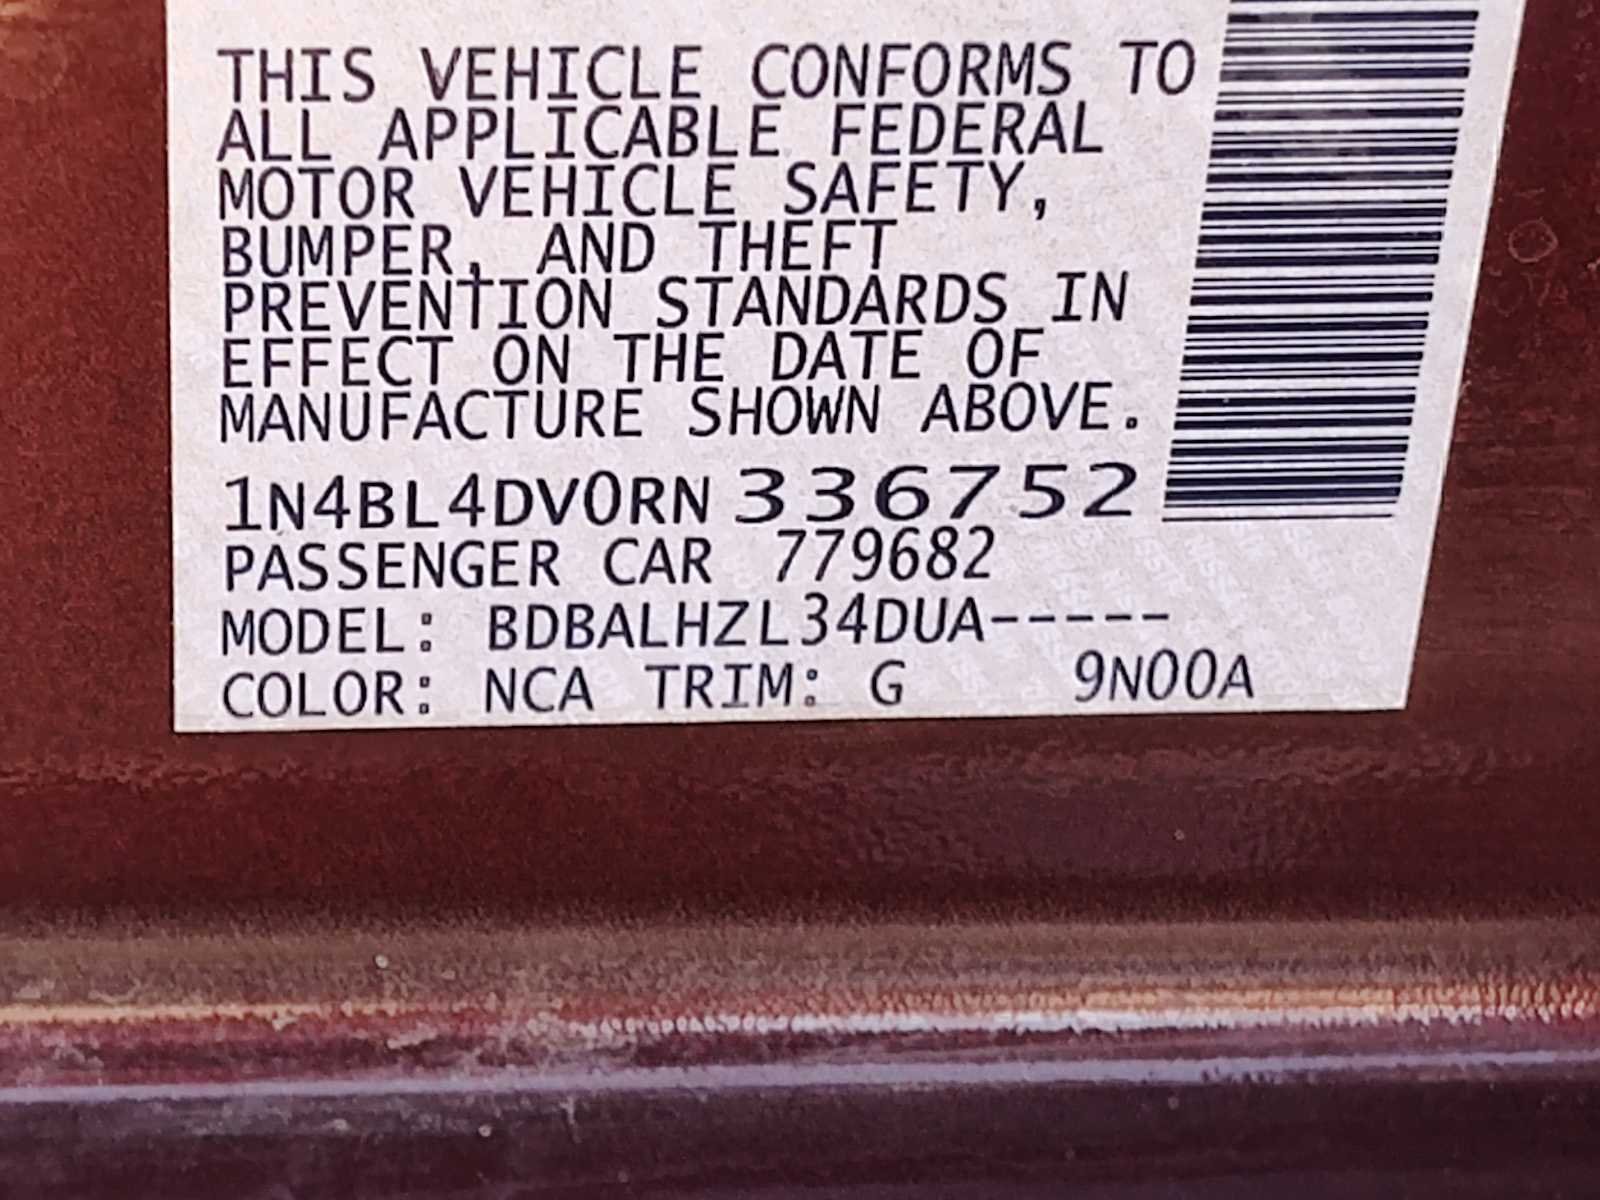 THIS VEHICLE CONFORMS TO
ALL APPLICABLE FEDERAL
MOTOR VEHICLE SAFETY,
BUMPER, AND THEFT
PREVENTION STANDARDS IN
EFFECT ON THE DATE OF
MANUFACTURE SHOWN ABOVE.
1N4BL4DV0RN336752
PASSENGER CAR 779682
MODEL: BDBALHZL34DUA-----
COLOR: NCA TRIM: G 9N00A